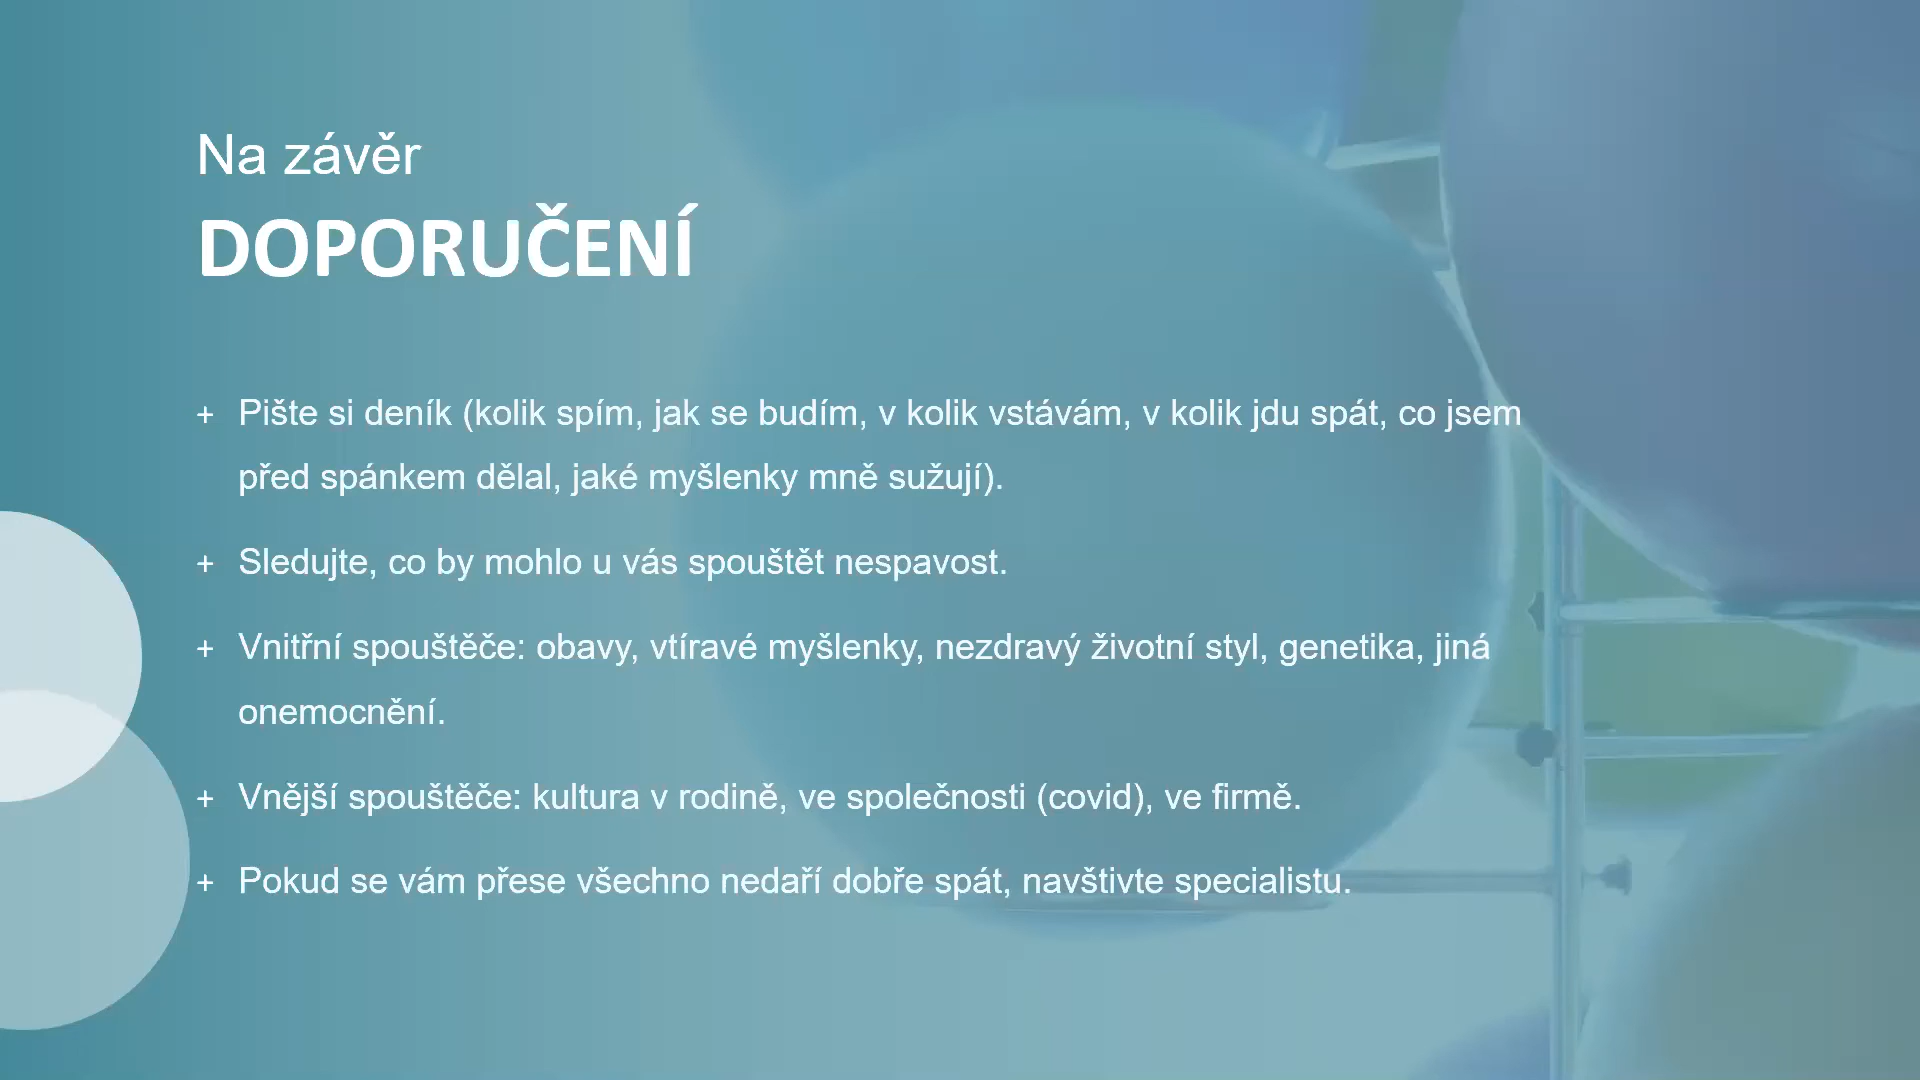 Na závěr
DOPORUČENÍ
+ Pište si deník (kolik spím, jak se budím, v kolik vstávám, v kolik jdu spát, co jsem
před spánkem dělal, jaké myšlenky mně sužují).
+ Sledujte, co by mohlo u vás spouštět nespavost.
+ Vnitřní spouštěče: obavy, vtíravé myšlenky, nezdravý životní styl, genetika, jiná
onemocnění.
+ Vnější spouštěče: kultura v rodině, ve společnosti (covid), ve firmě.
+ Pokud se vám přese všechno nedaří dobře spát, navštivte specialistu.